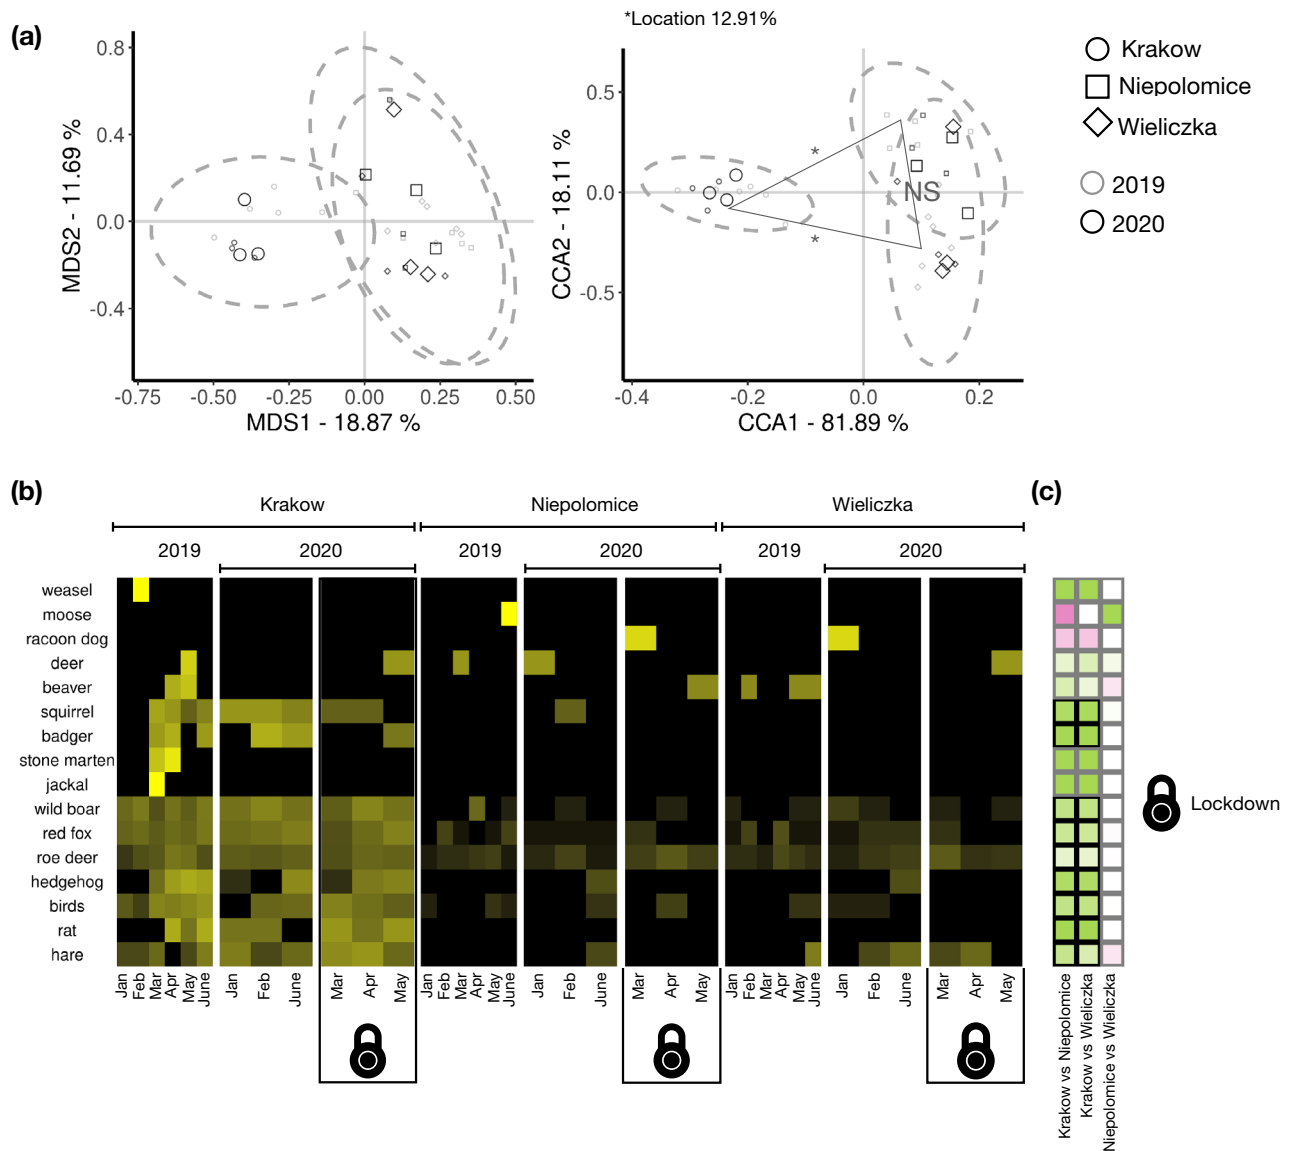 (a)
*Location 12.91%
0.8
0.4
0.0
-0.4
MDS2 - 11.69 %
-0.75 -0.50 -0.25 0.00 0.25 0.50
MDS1 - 18.87 %
0.5
0.0
-0.5
CCA2 - 18.11 %
*
NS
*
-0.4 -0.2 0.0 0.2
CCA1 - 81.89 %
Krakow
Niepolomice
Wieliczka
2019
2020
(b)
Krakow Niepolomice Wieliczka
2019 2020 2019 2020 2019 2020
weasel
moose
racoon dog
deer
beaver
squirrel
badger
stone marten
jackal
wild boar
red fox
roe deer
hedgehog
birds
rat
hare
Jan Feb Mar Apr May June Jan Feb June Mar Apr May Jan Feb Mar Apr May June Jan Feb June Mar Apr May Jan Feb Mar Apr May June Jan Feb June Mar Apr May
(c)
Lockdown
Krakow vs Niepolomice
Krakow vs Wieliczka
Niepolomice vs Wieliczka